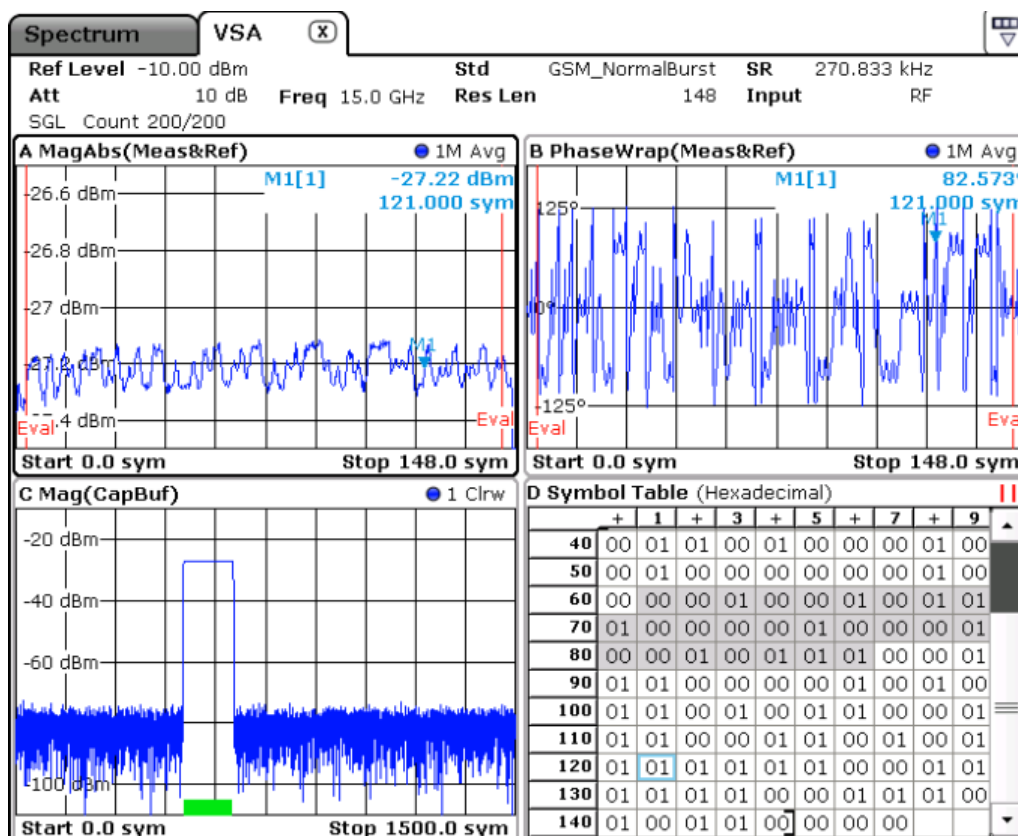 Spectrum VSA X
Ref Level -10.00 dBm Std GSM_NormalBurst SR 270.833 kHz
Att 10 dB Freq 15.0 GHz Res Len 148 Input RF
SGL Count 200/200
A MagAbs(Meas&Ref) 1M Avg
M1[1] -27.22 dBm
121.000 sym
-26.6 dBm
-26.8 dBm
-27 dBm
-27.2 dBm
M1
-27.4 dBm
Eval Eval
Start 0.0 sym Stop 148.0 sym
B PhaseWrap(Meas&Ref) 1M Avg
M1[1] 82.573°
121.000 sym
M1
125°
0°
-125°
Eval Eva
Start 0.0 sym Stop 148.0 sym
C Mag(CapBuf) 1 Clrw
-20 dBm
-40 dBm
-60 dBm
-100 dBm
Start 0.0 sym Stop 1500.0 sym
D Symbol Table (Hexadecimal)
+ 1 + 3 + 5 + 7 + 9
40 00 01 01 00 01 00 00 00 01 00
50 00 01 00 00 00 00 00 00 01 00
60 00 00 00 01 00 00 01 00 01 01
70 01 00 00 00 00 01 00 00 00 01
80 00 00 01 00 01 01 01 00 00 01
90 01 01 00 00 00 00 01 00 01 00
100 01 01 00 01 00 01 01 00 00 01
110 01 01 00 00 01 01 00 01 00 01
120 01 01 01 01 01 01 00 00 01 01
130 01 01 01 01 00 00 01 01 01 00
140 01 00 01 01 00 00 00 00